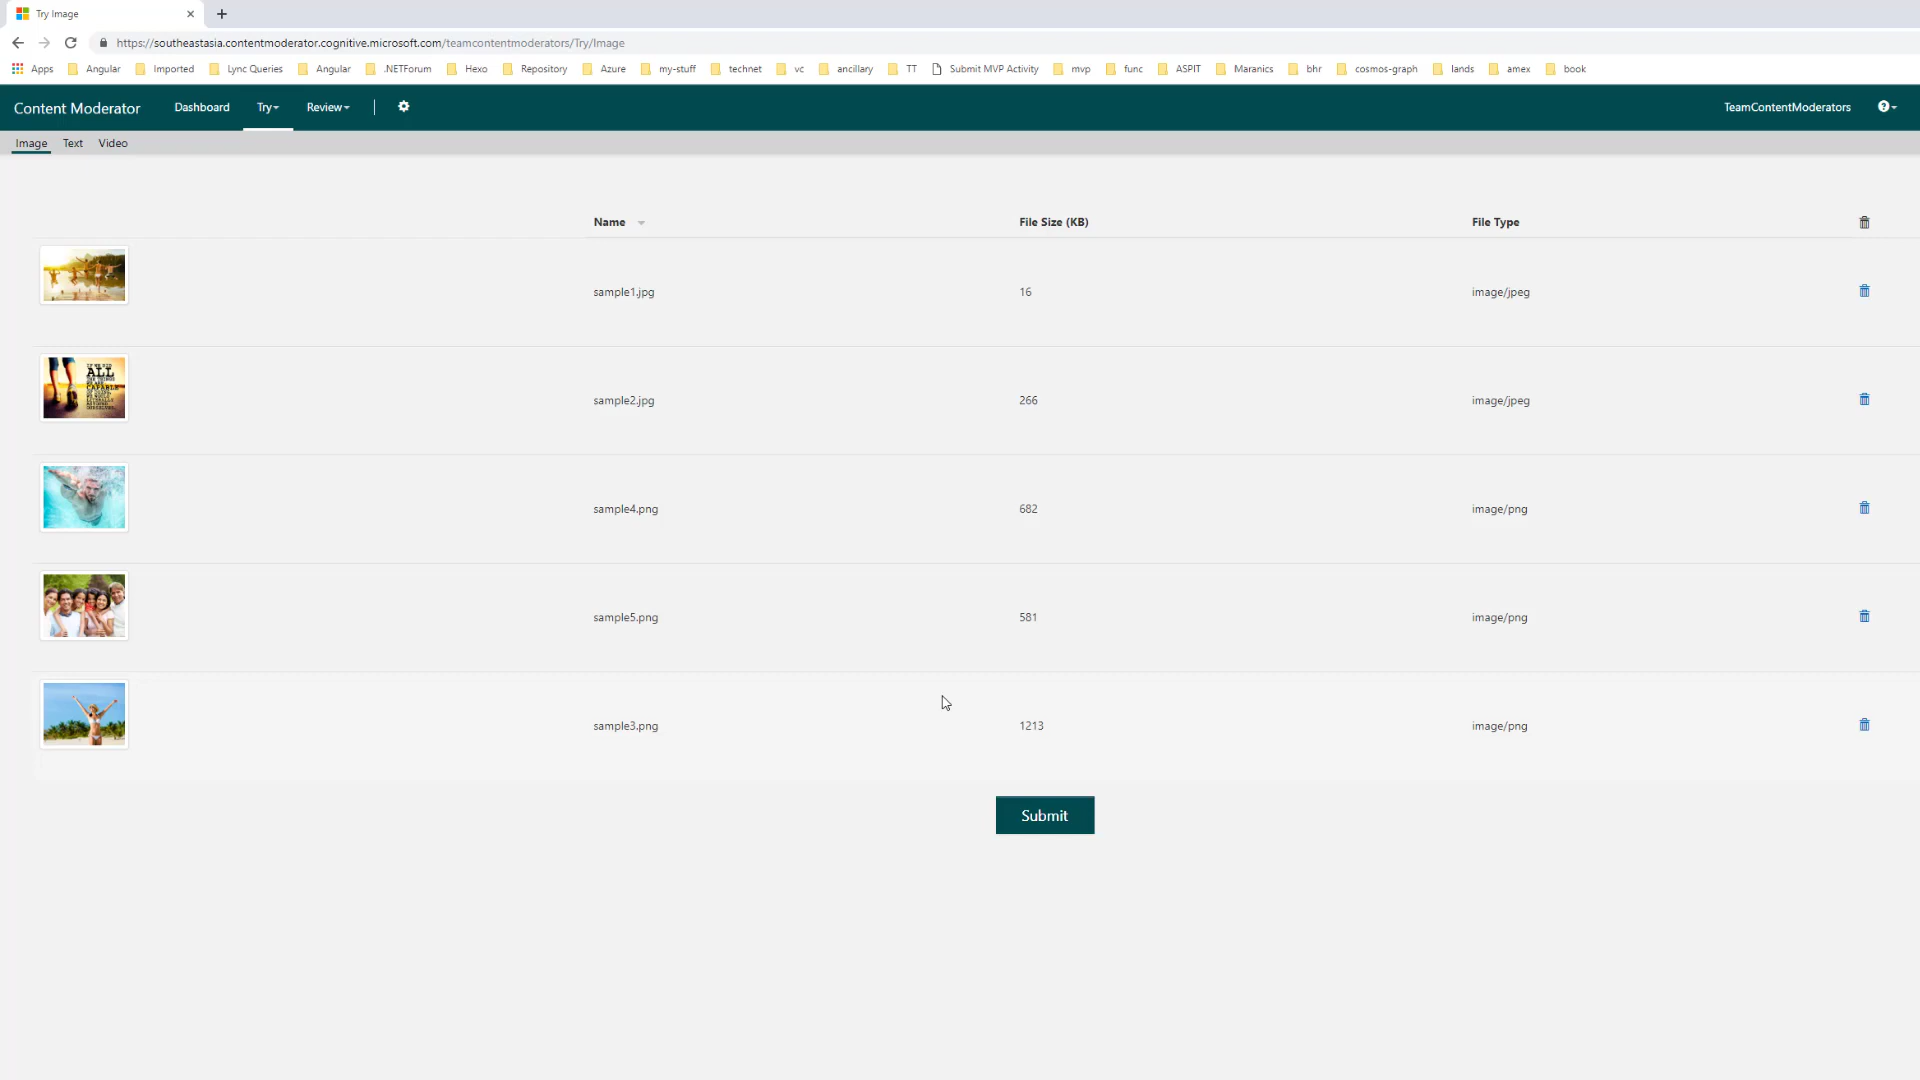 Try Image
https://southeastasia.contentmoderator.cognitive.microsoft.com/teamcontentmoderators/Try/Image
Apps Angular Imported Lync Queries Angular .NETForum Hexo Repository Azure my-stuff technet vc ancillary TT Submit MVP Activity mvp func ASPIT Maranics bhr cosmos-graph lands amex book
Content Moderator Dashboard Try Review TeamContentModerators ?
Image Text Video
Name File Size (KB) File Type
sample1.jpg 16 image/jpeg
ALL
CAPABLE
sample2.jpg 266 image/jpeg
sample4.png 682 image/png
sample5.png 581 image/png
sample3.png 1213 image/png
Submit